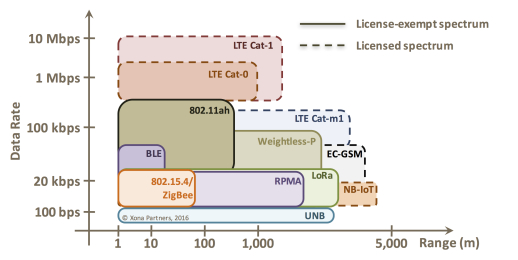 License-exempt spectrum
Licensed spectrum
Data Rate
10 Mbps
1 Mbps
100 kbps
20 kbps
100 bps
LTE Cat-1
LTE Cat-0
802.11ah
LTE Cat-m1
Weightless-P
BLE
EC-GSM
802.15.4/
ZigBee
RPMA
LoRa
NB-IoT
© Xona Partners, 2016
UNB
1
10
100
1,000
5,000
Range (m)